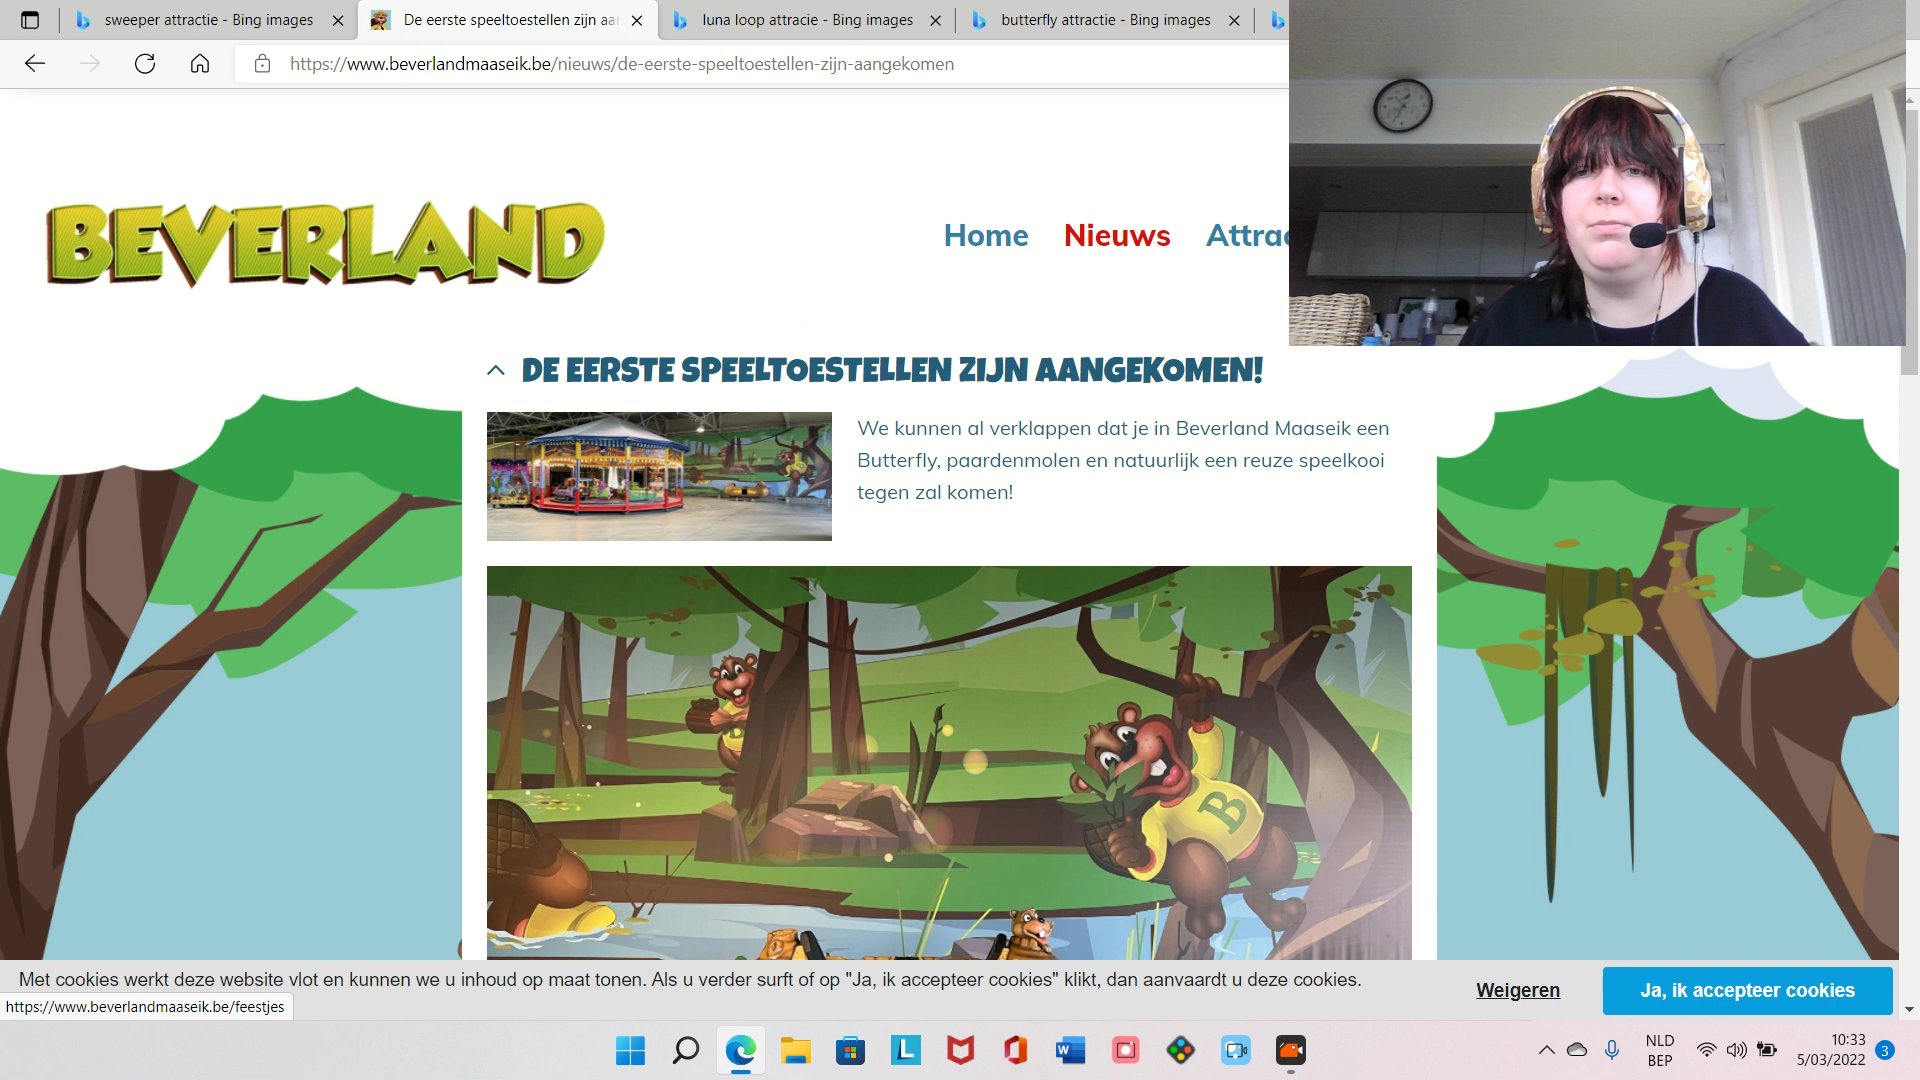 sweeper attractie - Bing images
De eerste speeltoestellen zijn aan
luna loop attracie - Bing images
butterfly attractie - Bing images
https://www.beverlandmaaseik.be/nieuws/de-eerste-speeltoestellen-zijn-aangekomen
BEVERLAND
Home Nieuws Attrac
DE EERSTE SPEELTOESTELLEN ZIJN AANGEKOMEN!
We kunnen al verklappen dat je in Beverland Maaseik een
Butterfly, paardenmolen en natuurlijk een reuze speelkooi
tegen zal komen!
B
B
Met cookies werkt deze website vlot en kunnen we u inhoud op maat tonen. Als u verder surft of op "Ja, ik accepteer cookies" klikt, dan aanvaardt u deze cookies.
Weigeren
Ja, ik accepteer cookies
https://www.beverlandmaaseik.be/feestjes
L
W
NLD
BEP
10:33
5/03/2022
3